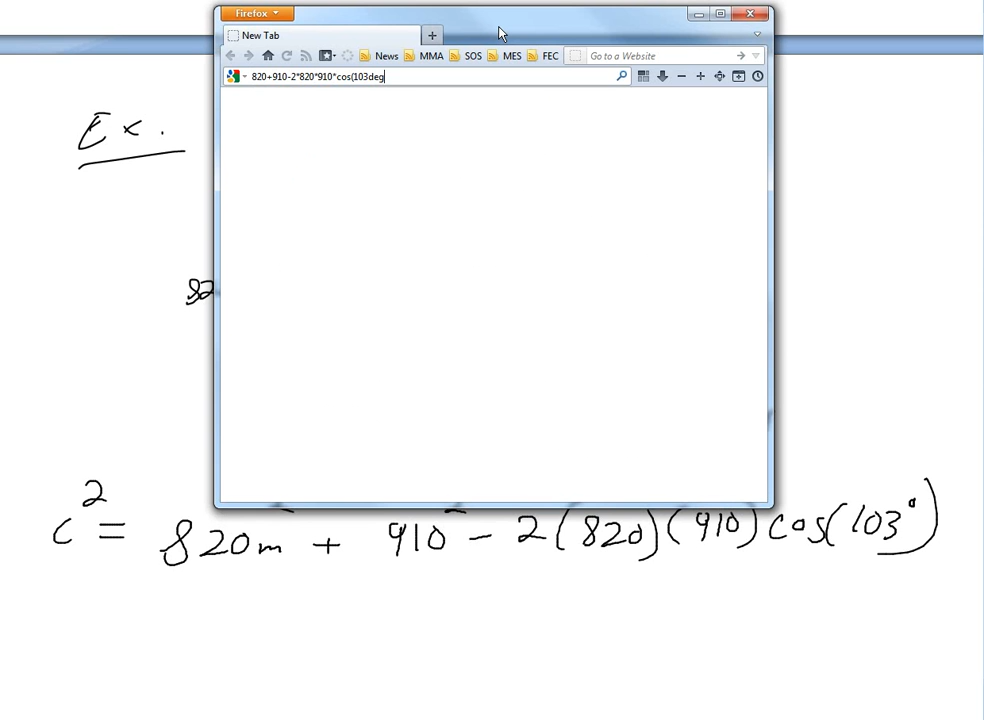 Firefox
New Tab
News MMA SOS MES FEC Go to a Website
820+910-2*820*910*cos(103deg
Ex.
82
c² = 820m² + 910² - 2(820)(910)cos(103°)